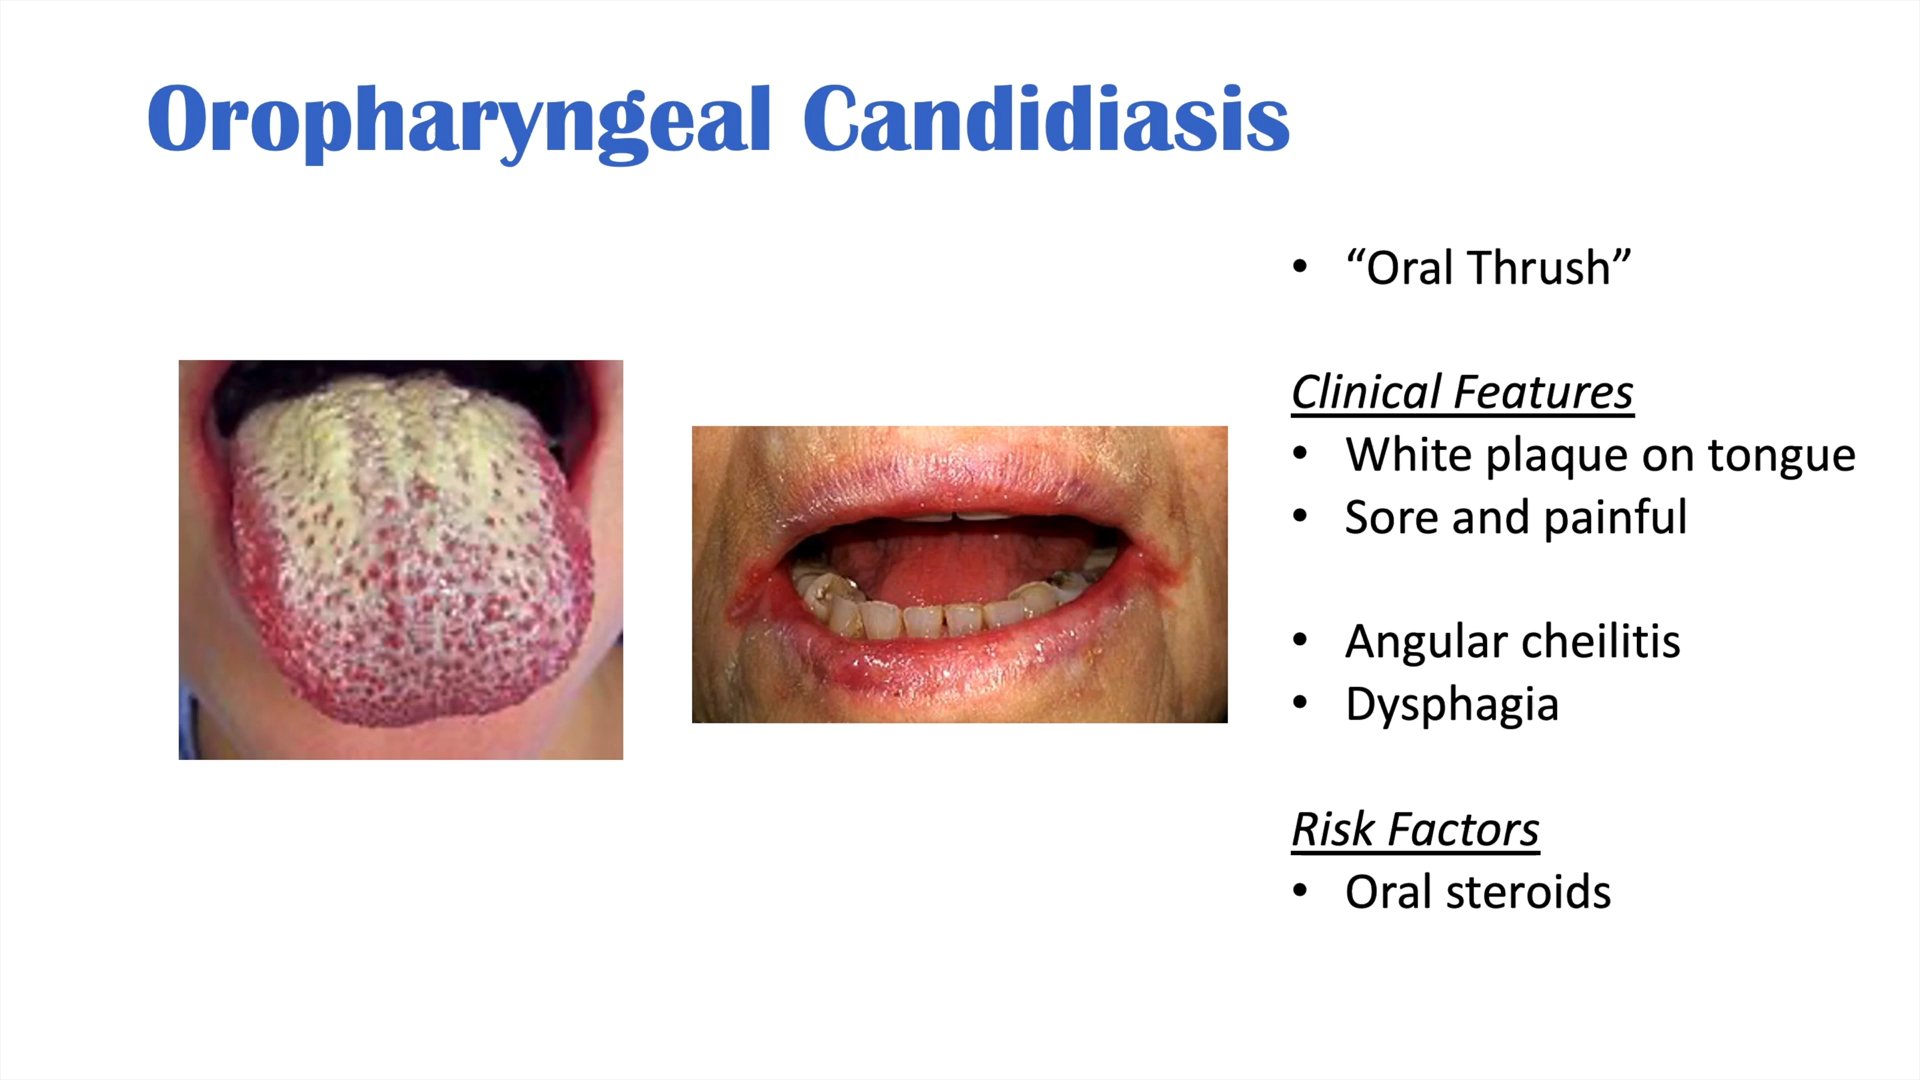 Oropharyngeal Candidiasis
• “Oral Thrush”
Clinical Features
• White plaque on tongue
• Sore and painful
• Angular cheilitis
• Dysphagia
Risk Factors
• Oral steroids